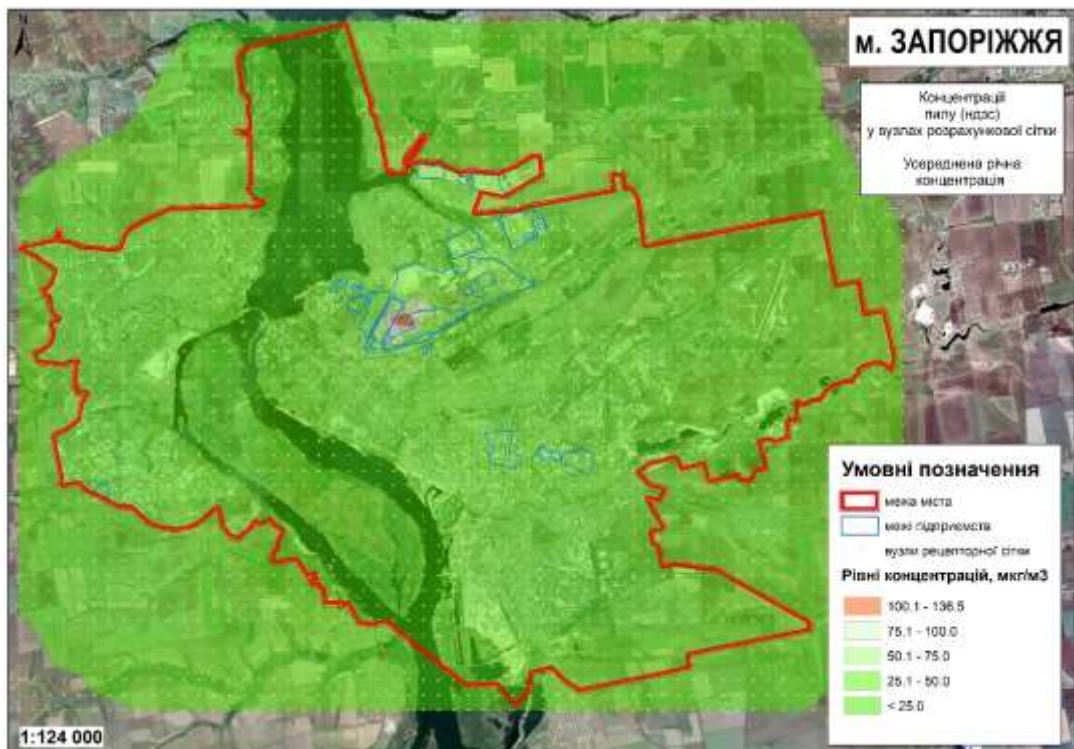 м. ЗАПОРІЖЖЯ
Концентрації
пилу (ндзс)
у вузлах розрахункової сітки
Усереднена річна
концентрація
Умовні позначення
межа міста
межі підприємств
вузли рецепторної сітки
Рівні концентрацій, мкг/м3
100.1 - 136.5
75.1 - 100.0
50.1 - 75.0
25.1 - 50.0
< 25.0
1:124 000